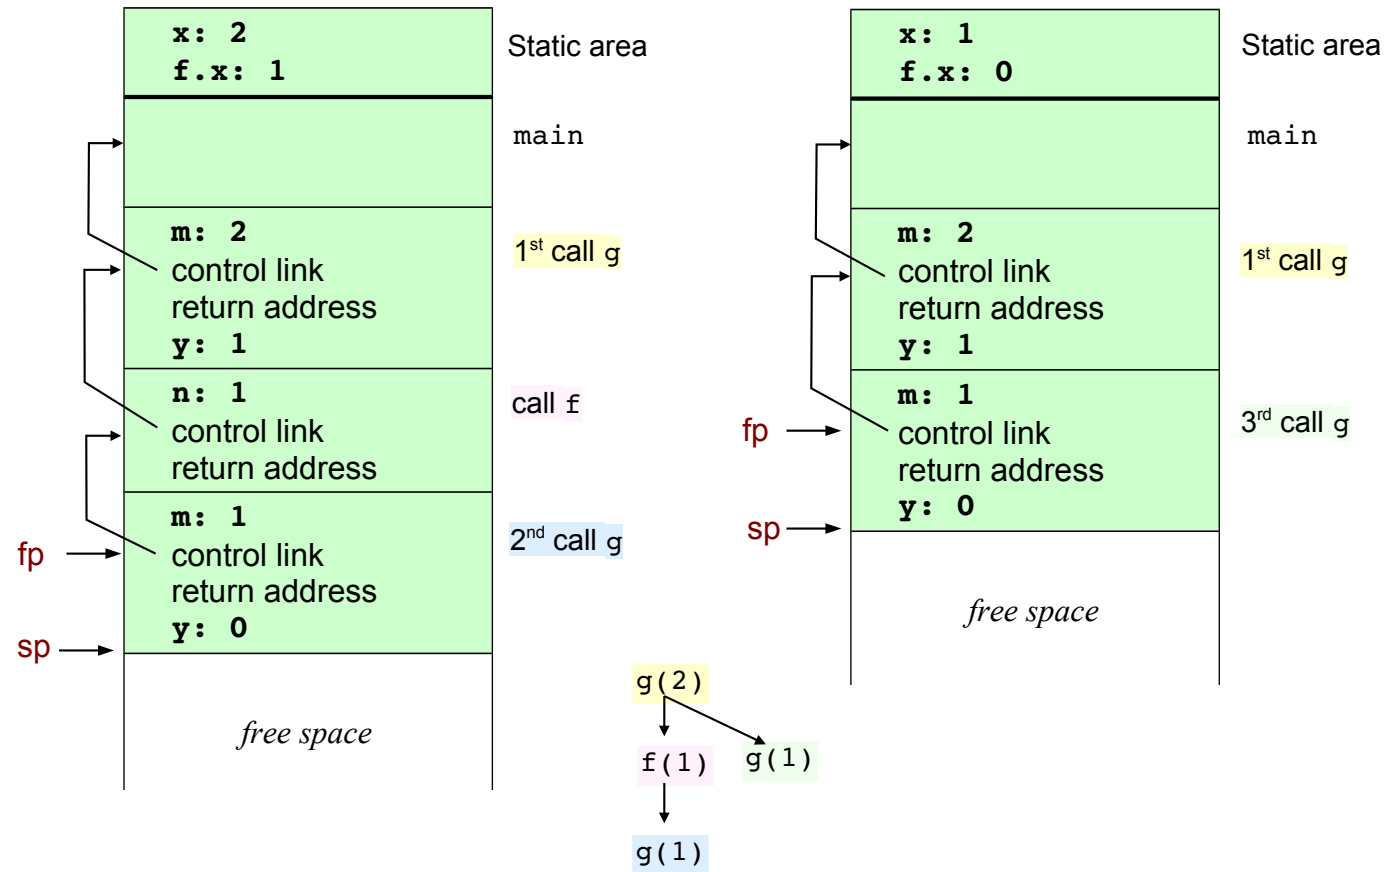 x: 2
f.x: 1
Static area
main
m: 2
control link
return address
y: 1
1st call g
n: 1
control link
return address
call f
m: 1
control link
return address
y: 0
2nd call g
fp
sp
free space
x: 1
f.x: 0
Static area
main
m: 2
control link
return address
y: 1
1st call g
m: 1
control link
return address
y: 0
3rd call g
fp
sp
free space
g(2)
f(1)
g(1)
g(1)